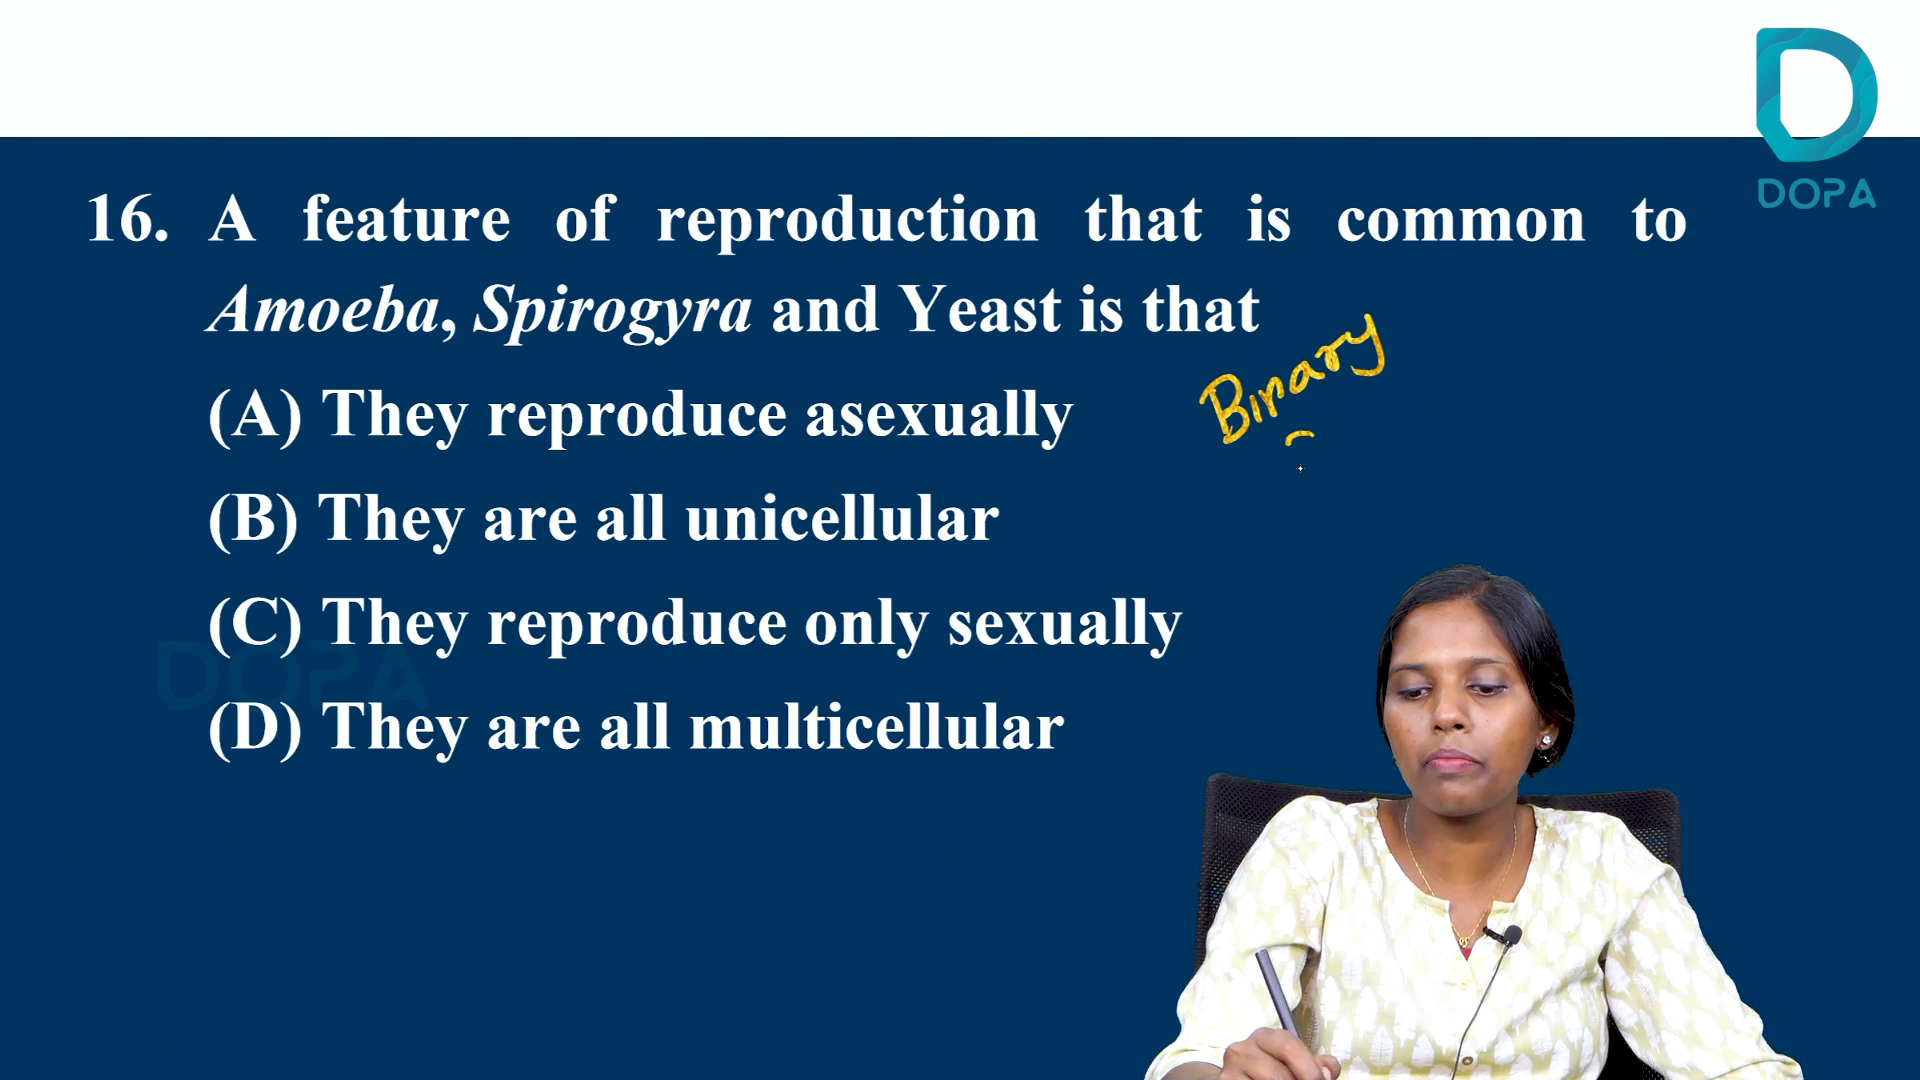 DOPA
16. A feature of reproduction that is common to
Amoeba, Spirogyra and Yeast is that
Binary
(A) They reproduce asexually
(B) They are all unicellular
(C) They reproduce only sexually
DOPA
(D) They are all multicellular